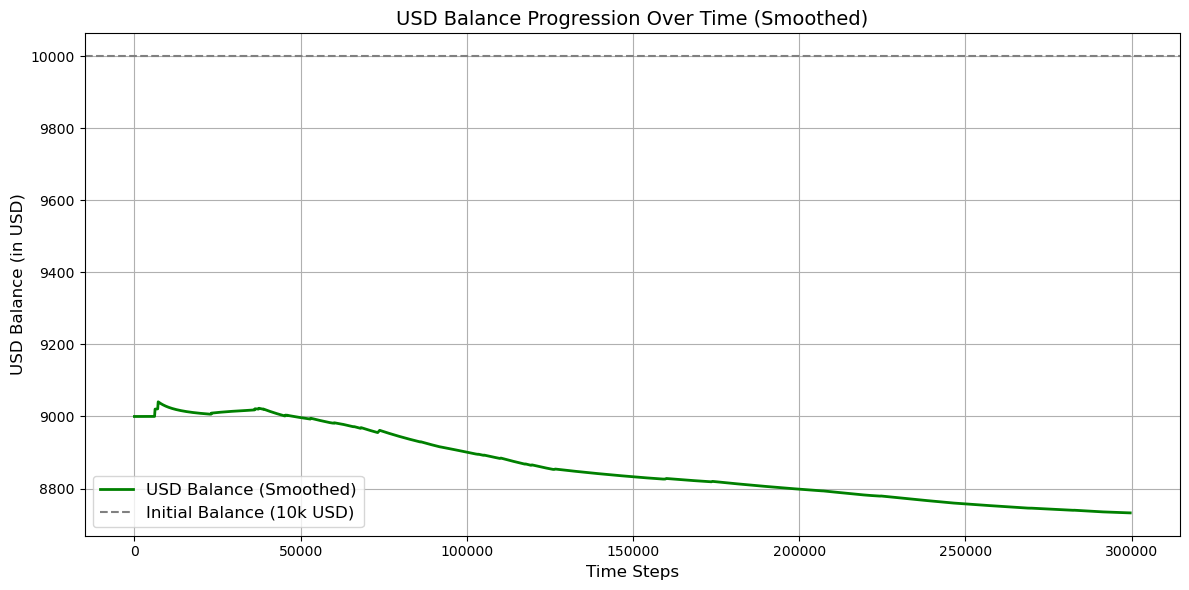 USD Balance Progression Over Time (Smoothed)
USD Balance (in USD)
10000
9800
9600
9400
9200
9000
8800
USD Balance (Smoothed)
Initial Balance (10k USD)
0
50000
100000
150000
200000
250000
300000
Time Steps